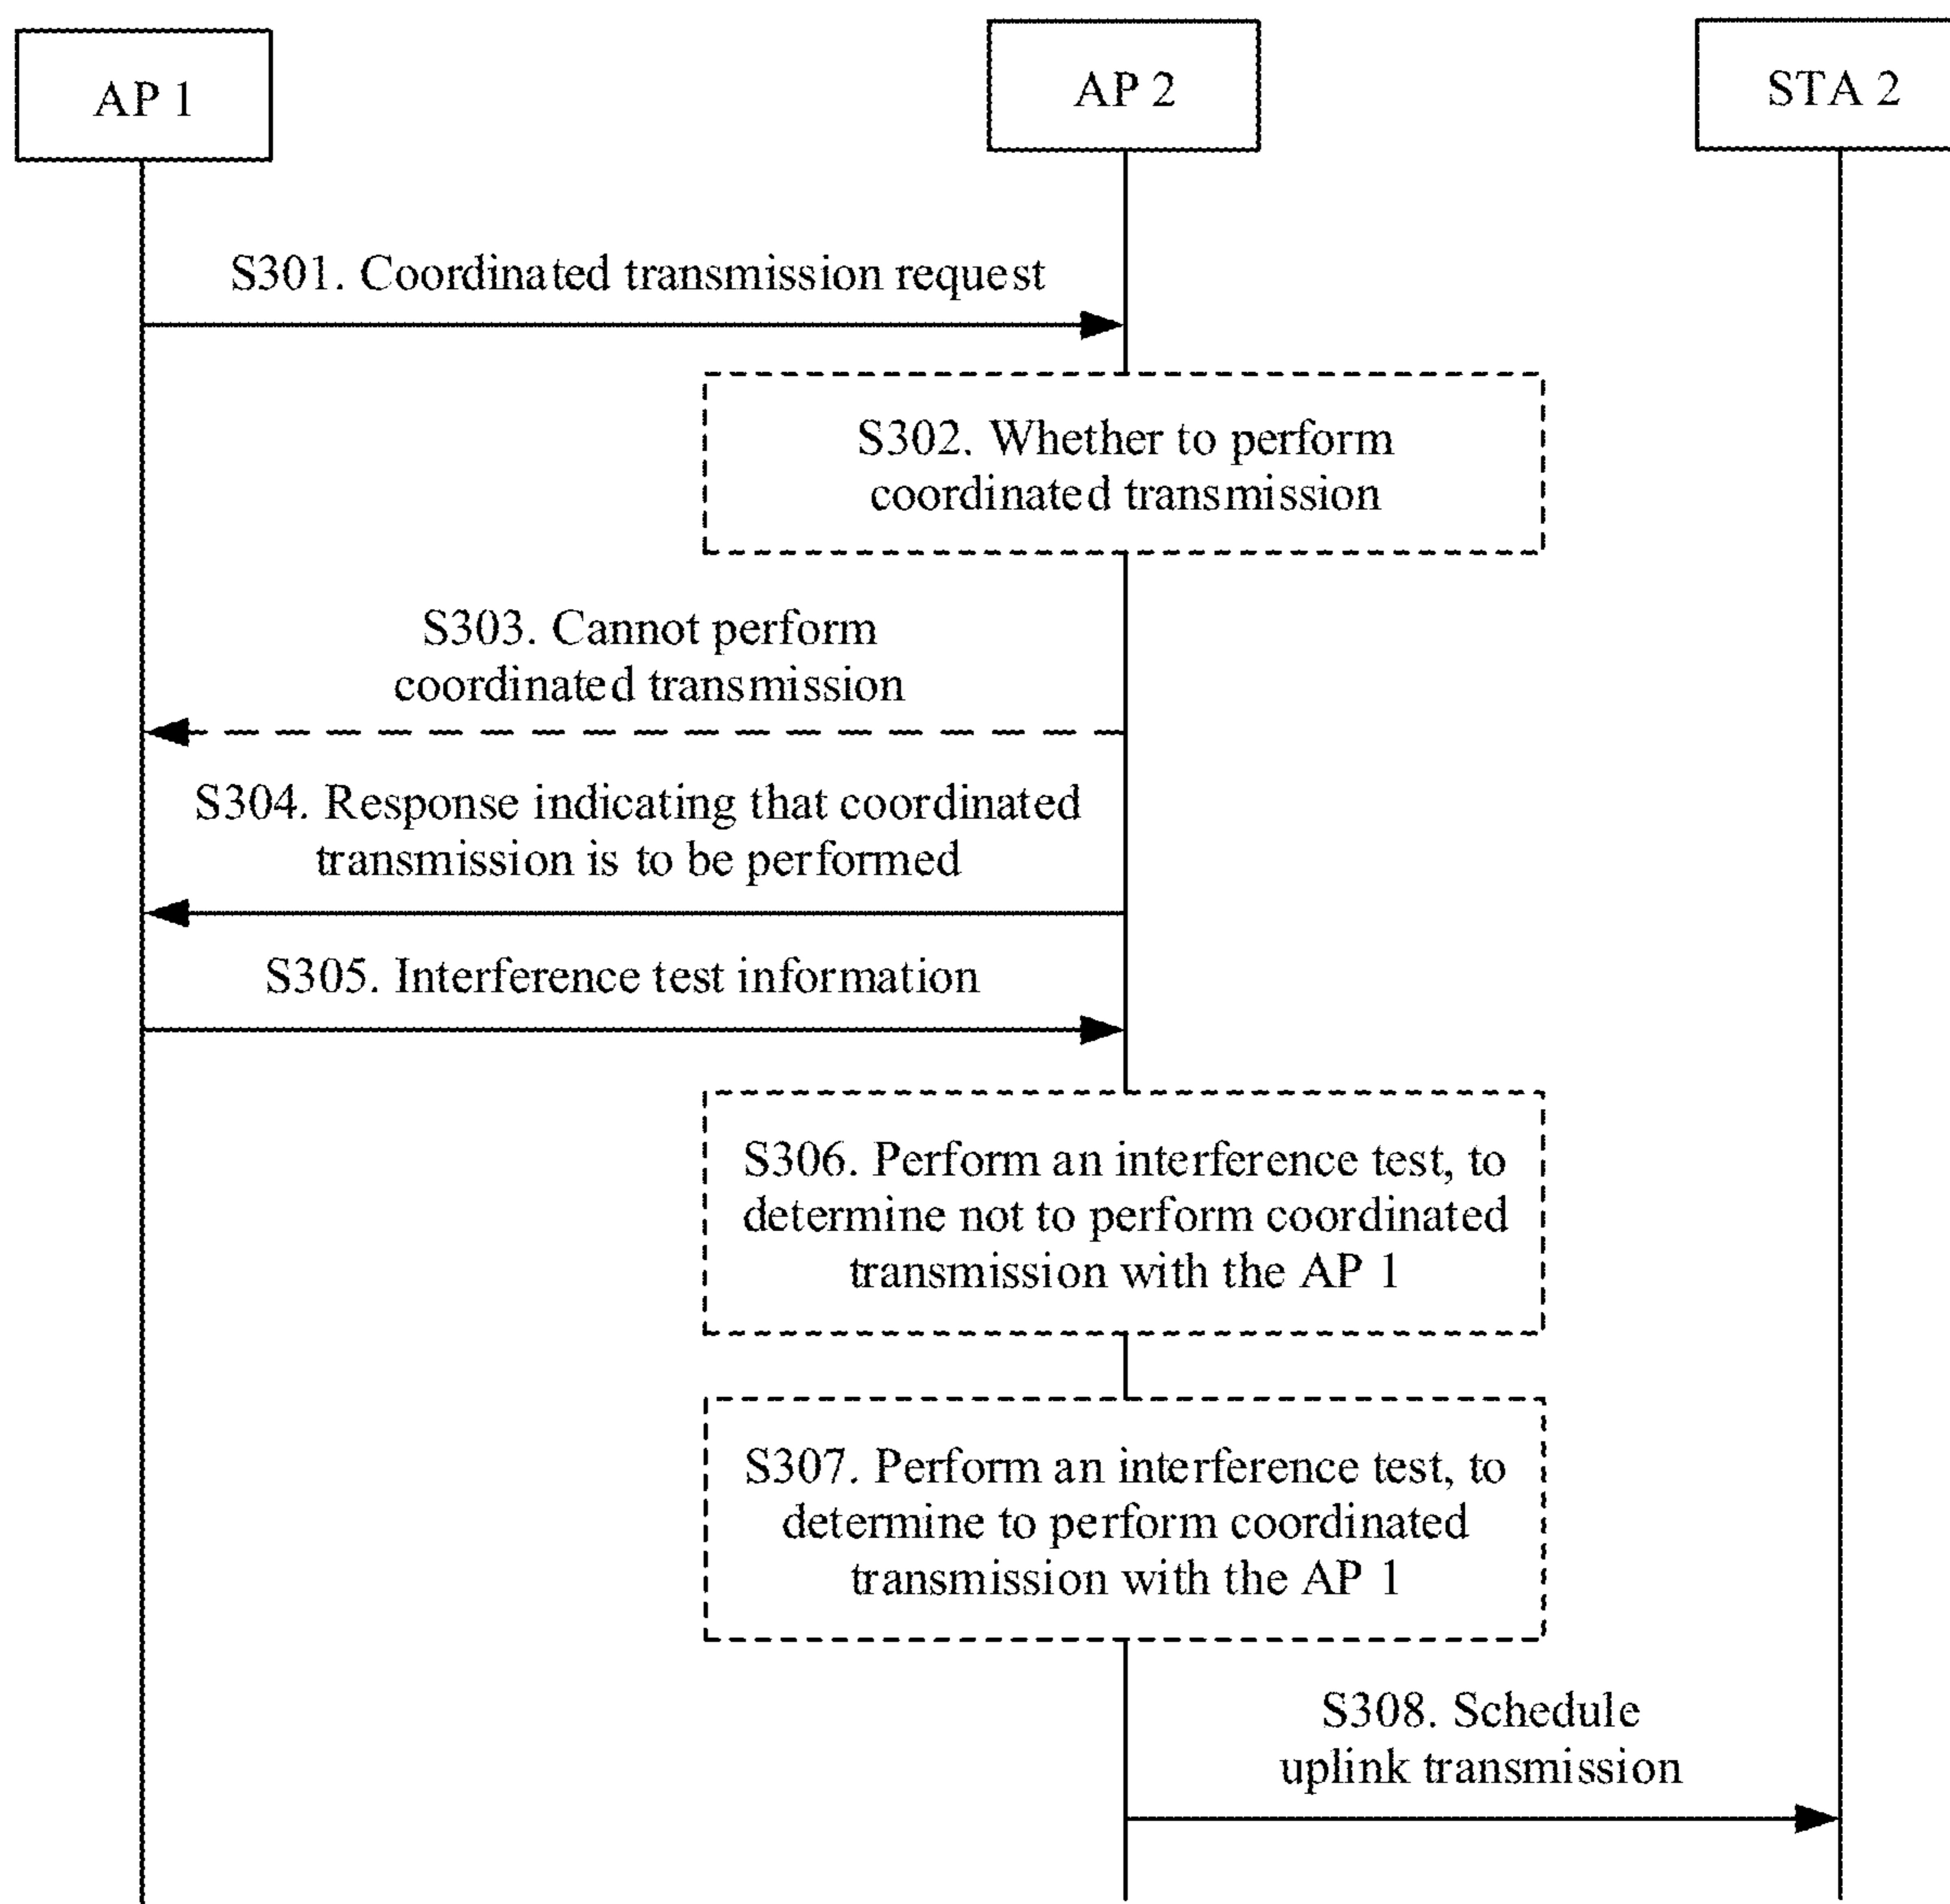 AP 1
AP 2
STA 2
S301. Coordinated transmission request
S302. Whether to perform
coordinated transmission
S303. Cannot perform
coordinated transmission
S304. Response indicating that coordinated
transmission is to be performed
S305. Interference test information
S306. Perform an interference test, to
determine not to perform coordinated
transmission with the AP 1
S307. Perform an interference test, to
determine to perform coordinated
transmission with the AP 1
S308. Schedule
uplink transmission